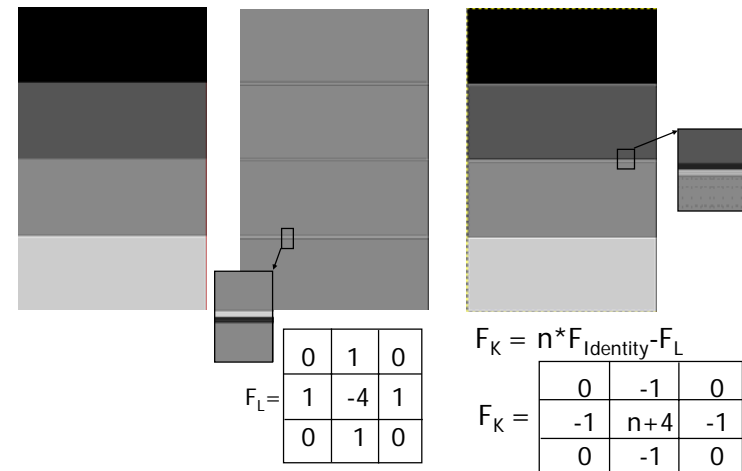 0 1 0
F_L= 1 -4 1
0 1 0
F_K = n*F_Identity-F_L
0 -1 0
F_K = -1 n+4 -1
0 -1 0